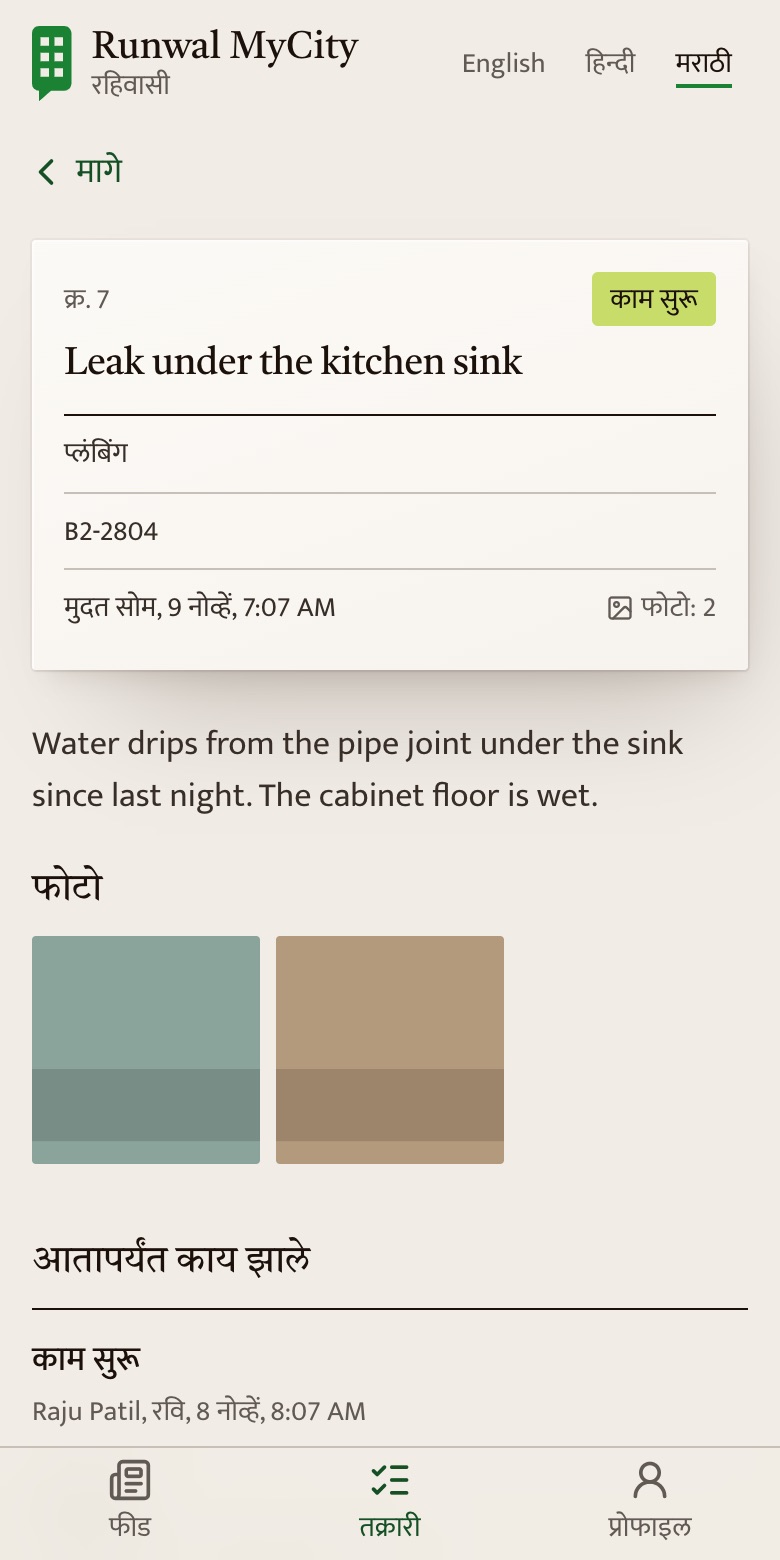 Runwal MyCity
रहिवासी
English हिन्दी मराठी
मागे
क्र. 7 काम सुरू
Leak under the kitchen sink
प्लंबिंग
B2-2804
मुदत सोम, 9 नोव्हें, 7:07 AM फोटो: 2
Water drips from the pipe joint under the sink
since last night. The cabinet floor is wet.
फोटो
आतापर्यंत काय झाले
काम सुरू
Raju Patil, रवि, 8 नोव्हें, 8:07 AM
फीड तक्रारी प्रोफाइल